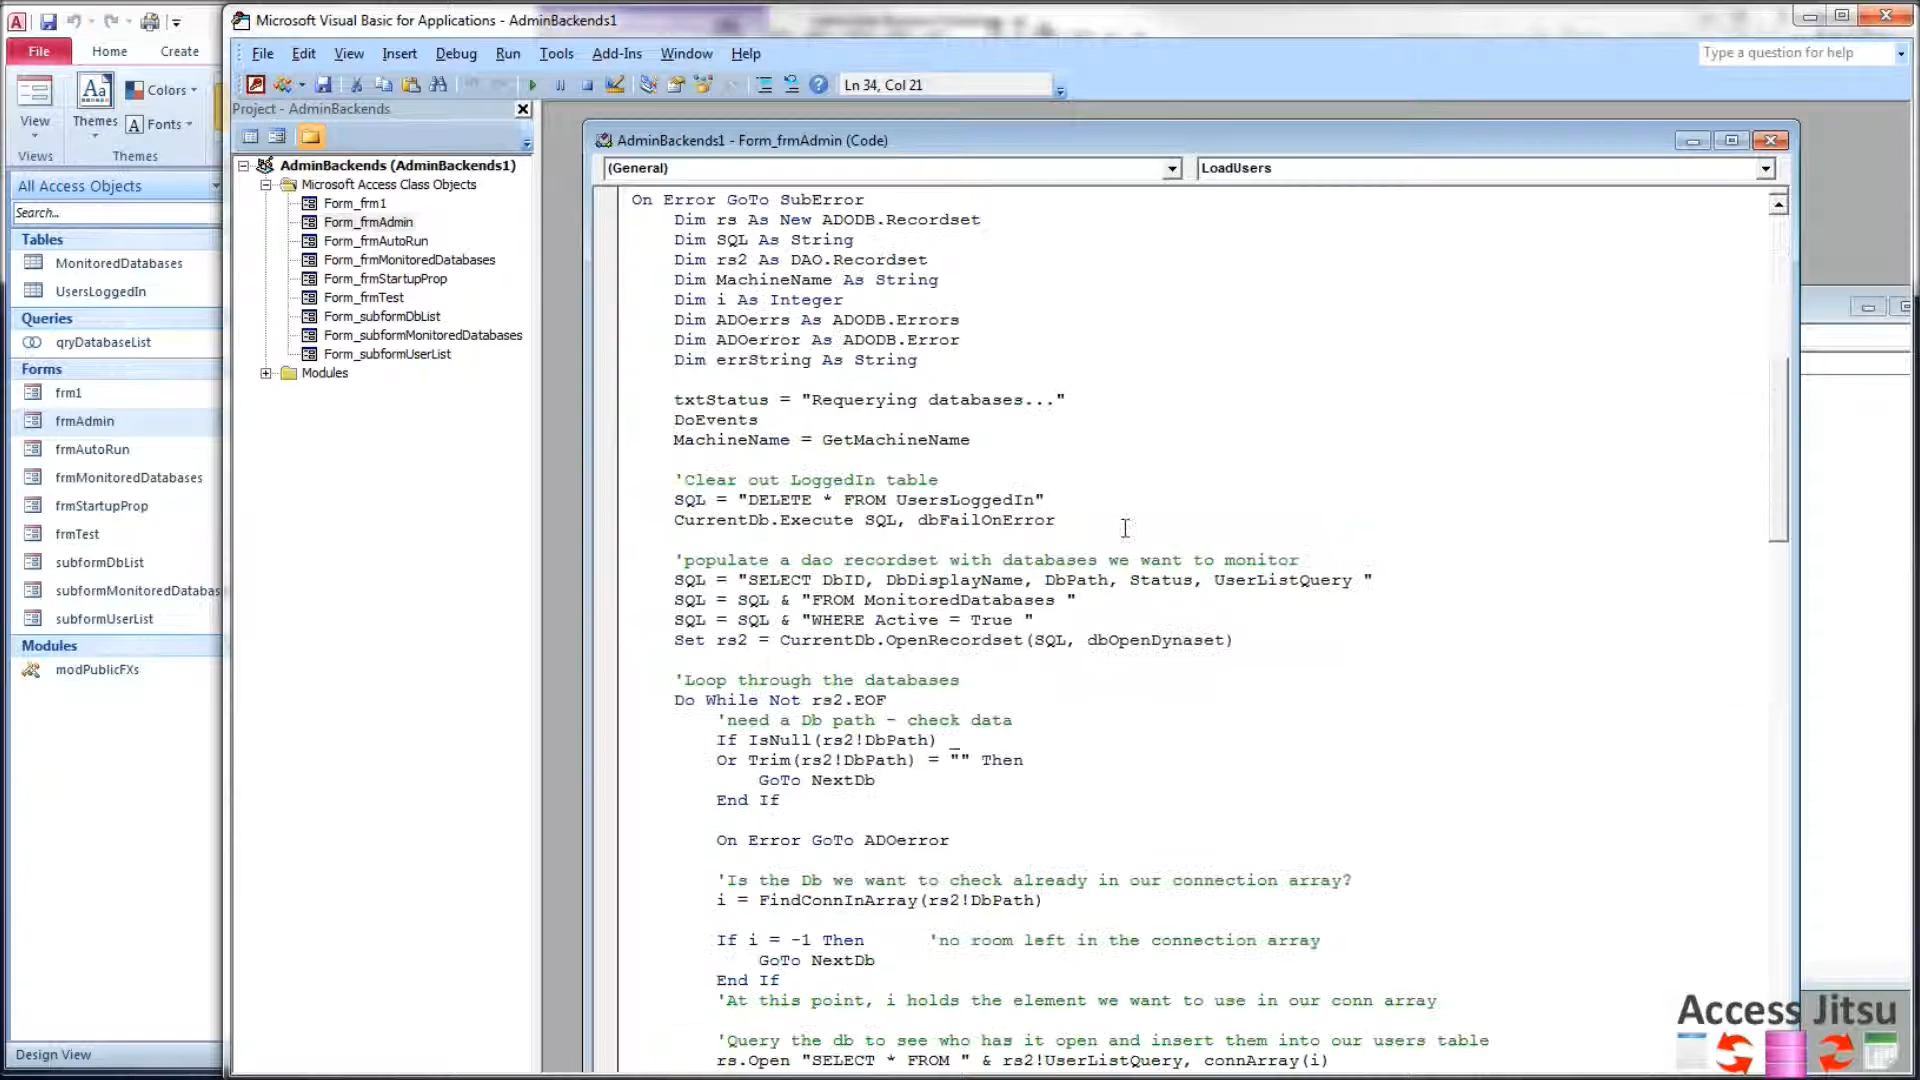 Microsoft Visual Basic for Applications - AdminBackends1
File Home Create
File Edit View Insert Debug Run Tools Add-Ins Window Help
Type a question for help
Ln 34, Col 21
View
Themes
Colors
Fonts
Views
Themes
All Access Objects
Search...
Tables
MonitoredDatabases
UsersLoggedIn
Queries
qryDatabaseList
Forms
frm1
frmAdmin
frmAutoRun
frmMonitoredDatabases
frmStartupProp
frmTest
subformDbList
subformMonitoredDatabas
subformUserList
Modules
modPublicFXs
Design View
Project - AdminBackends
AdminBackends (AdminBackends1)
Microsoft Access Class Objects
Form_frm1
Form_frmAdmin
Form_frmAutoRun
Form_frmMonitoredDatabases
Form_frmStartupProp
Form_frmTest
Form_subformDbList
Form_subformMonitoredDatabases
Form_subformUserList
Modules
AdminBackends1 - Form_frmAdmin (Code)
(General)
LoadUsers
On Error GoTo SubError
Dim rs As New ADODB.Recordset
Dim SQL As String
Dim rs2 As DAO.Recordset
Dim MachineName As String
Dim i As Integer
Dim ADOerrs As ADODB.Errors
Dim ADOerror As ADODB.Error
Dim errString As String
txtStatus = "Requerying databases..."
DoEvents
MachineName = GetMachineName
'Clear out LoggedIn table
SQL = "DELETE * FROM UsersLoggedIn"
CurrentDb.Execute SQL, dbFailOnError
'populate a dao recordset with databases we want to monitor
SQL = "SELECT DbID, DbDisplayName, DbPath, Status, UserListQuery "
SQL = SQL & "FROM MonitoredDatabases "
SQL = SQL & "WHERE Active = True "
Set rs2 = CurrentDb.OpenRecordset(SQL, dbOpenDynaset)
'Loop through the databases
Do While Not rs2.EOF
'need a Db path - check data
If IsNull(rs2!DbPath) _
Or Trim(rs2!DbPath) = "" Then
GoTo NextDb
End If
On Error GoTo ADOerror
'Is the Db we want to check already in our connection array?
i = FindConnInArray(rs2!DbPath)
If i = -1 Then 'no room left in the connection array
GoTo NextDb
End If
'At this point, i holds the element we want to use in our conn array
'Query the db to see who has it open and insert them into our users table
rs.Open "SELECT * FROM " & rs2!UserListQuery, connArray(i)
Access Jitsu